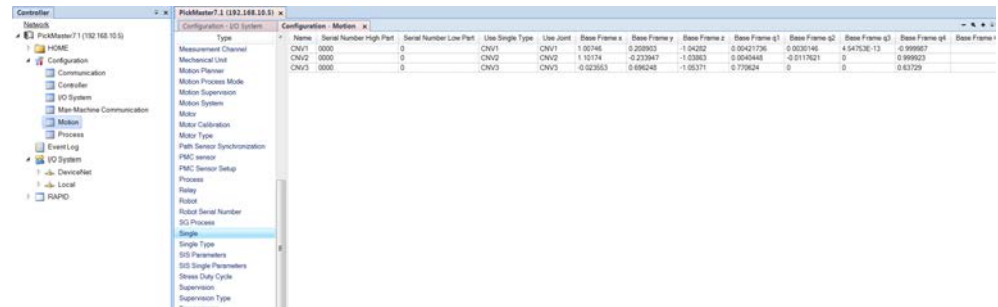 Controller
Network
PickMaster7.1 (192.168.10.5)
HOME
Configuration
Communication
Controller
I/O System
Man-Machine Communication
Motion
Process
Event Log
I/O System
DeviceNet
Local
RAPID
PickMaster7.1 (192.168.10.5)
Configuration - I/O System Configuration - Motion
Type
Measurement Channel
Mechanical Unit
Motion Planner
Motion Process Mode
Motion Supervision
Motion System
Motor
Motor Calibration
Motor Type
Path Sensor Synchronization
PMC sensor
PMC Sensor Setup
Process
Relay
Robot
Robot Serial Number
SG Process
Single
Single Type
SIS Parameters
SIS Single Parameters
Stress Duty Cycle
Supervision
Supervision Type
Name Serial Number High Part Serial Number Low Part Use Single Type Use Joint Base Frame x Base Frame y Base Frame z Base Frame q1 Base Frame q2 Base Frame q3 Base Frame q4 Base Frame
CNV1 0000 0 CNV1 CNV1 1.00746 0.208903 -1.04202 0.00421736 0.0030146 4.54753E-13 -0.999987
CNV2 0000 0 CNV2 CNV2 1.10174 -0.233947 -1.03863 0.0040448 -0.0117621 0 0.999923
CNV3 0000 0 CNV3 CNV3 -0.023553 0.696248 -1.05371 0.770624 0 0 0.63729